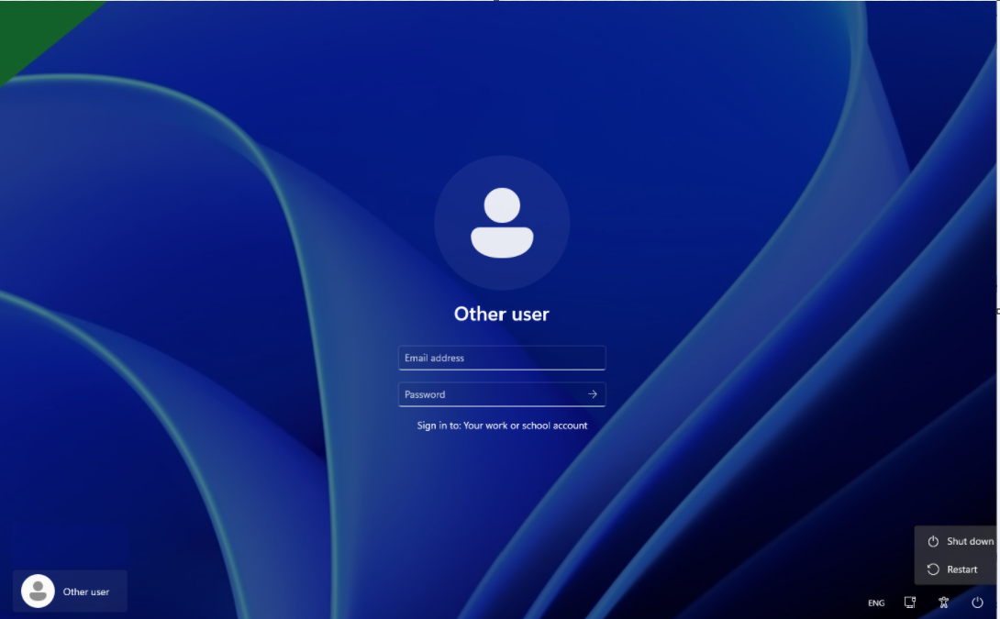 Other user
Email address
Password
Sign in to: Your work or school account
Shut down
Restart
Other user
ENG